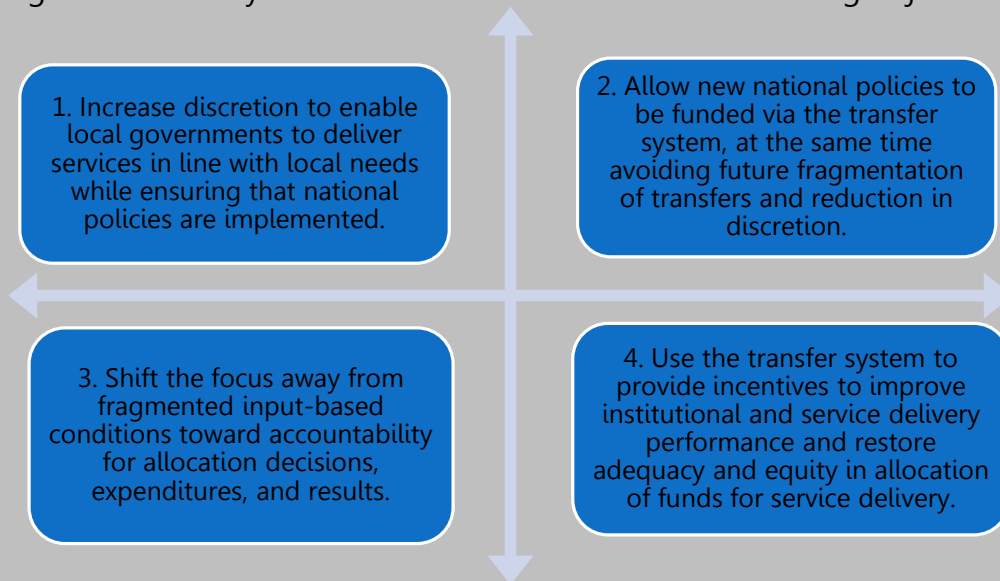 1. Increase discretion to enable
local governments to deliver
services in line with local needs
while ensuring that national
policies are implemented.
2. Allow new national policies to
be funded via the transfer
system, at the same time
avoiding future fragmentation
of transfers and reduction in
discretion.
3. Shift the focus away from
fragmented input-based
conditions toward accountability
for allocation decisions,
expenditures, and results.
4. Use the transfer system to
provide incentives to improve
institutional and service delivery
performance and restore
adequacy and equity in allocation
of funds for service delivery.